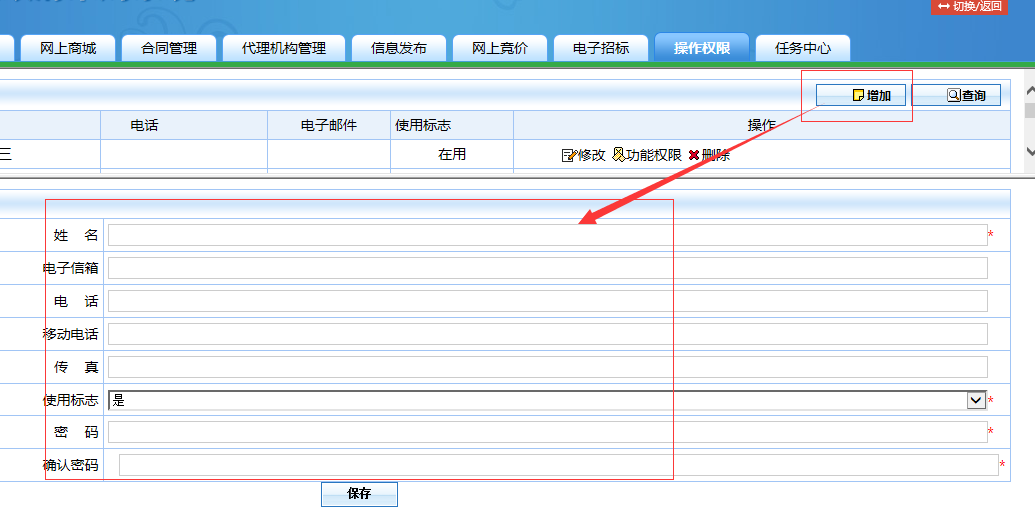 切换/返回
网上商城 合同管理 代理机构管理 信息发布 网上竞价 电子招标 操作权限 任务中心
增加 查询
电话 电子邮件 使用标志 操作
三 在用 修改 功能权限 删除
姓 名 *
电子信箱
电 话
移动电话
传 真
使用标志 是 *
密 码 *
确认密码 *
保存